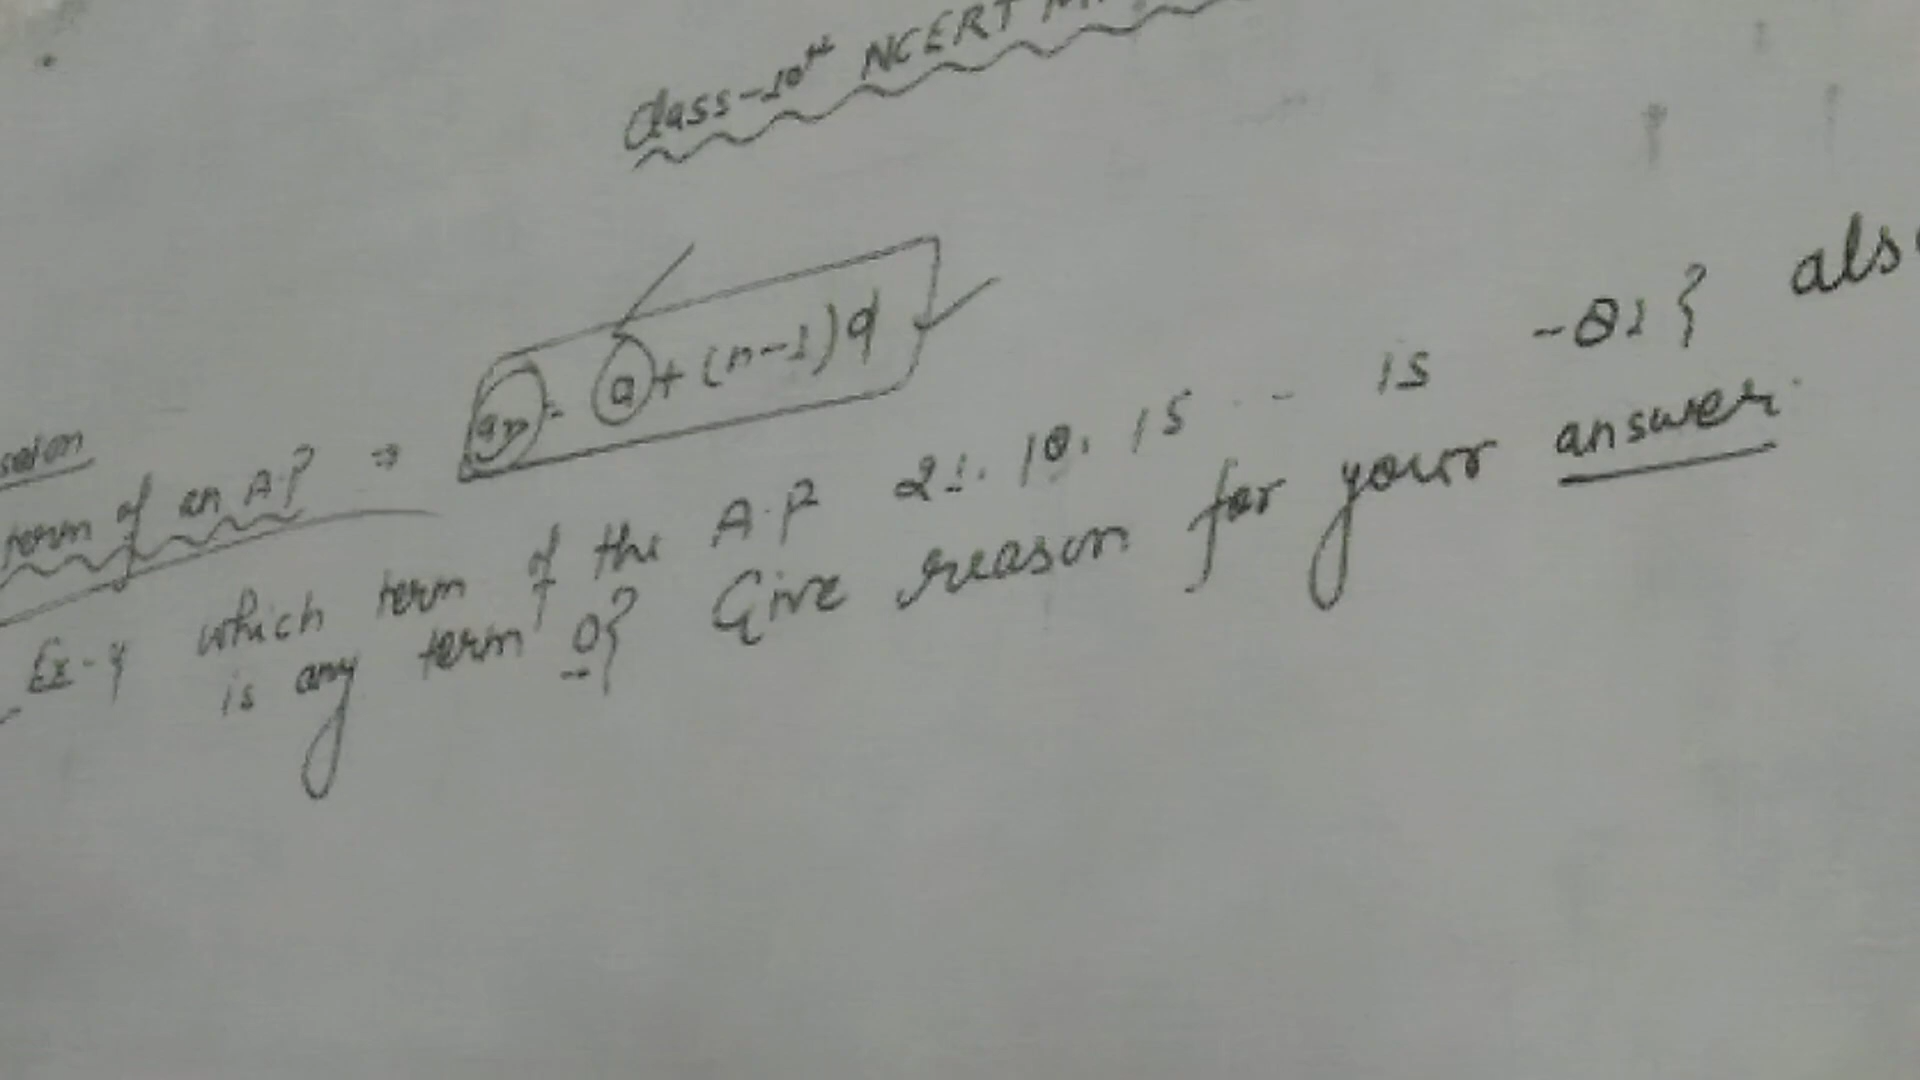 Class-10th NCERT
term of an A.P ⇒ an = a + (n-1)d
Ex-4 which term of the A.P 21. 18. 15 ... is -81? also
is any term 0? Give reason for your answer.